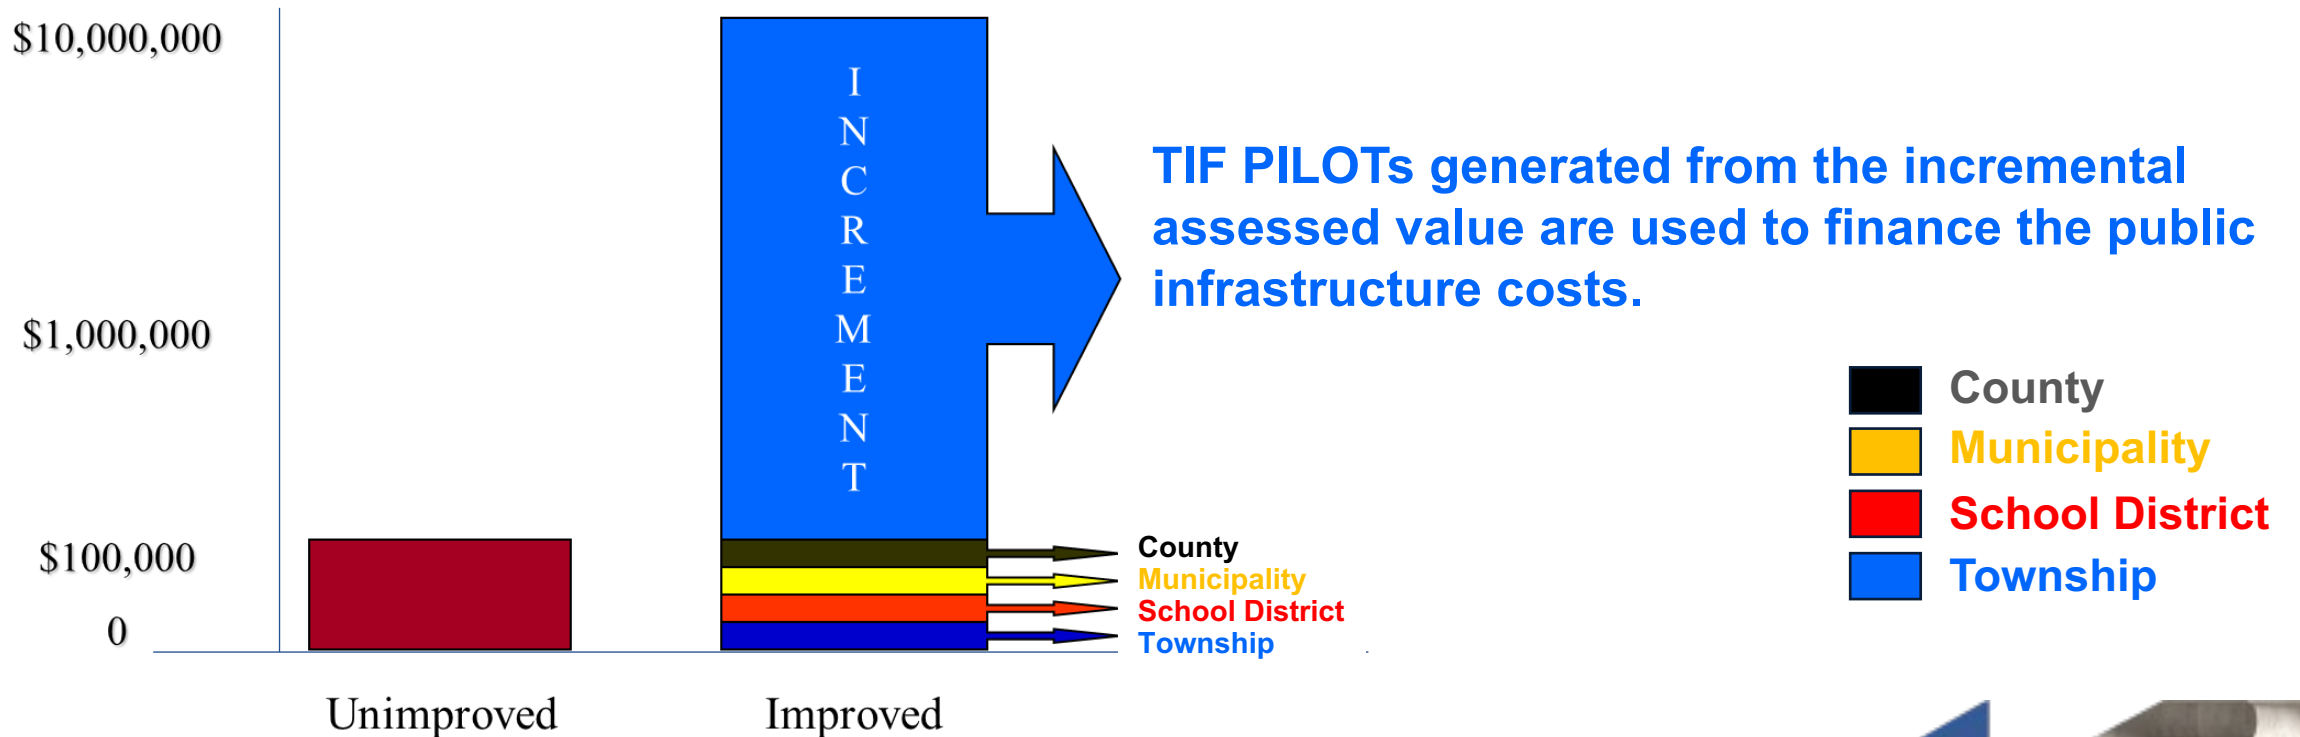 $10,000,000
$1,000,000
$100,000
0
I
N
C
R
E
M
E
N
T
TIF PILOTs generated from the incremental
assessed value are used to finance the public
infrastructure costs.
County
Municipality
School District
Township
County
Municipality
School District
Township
Unimproved
Improved